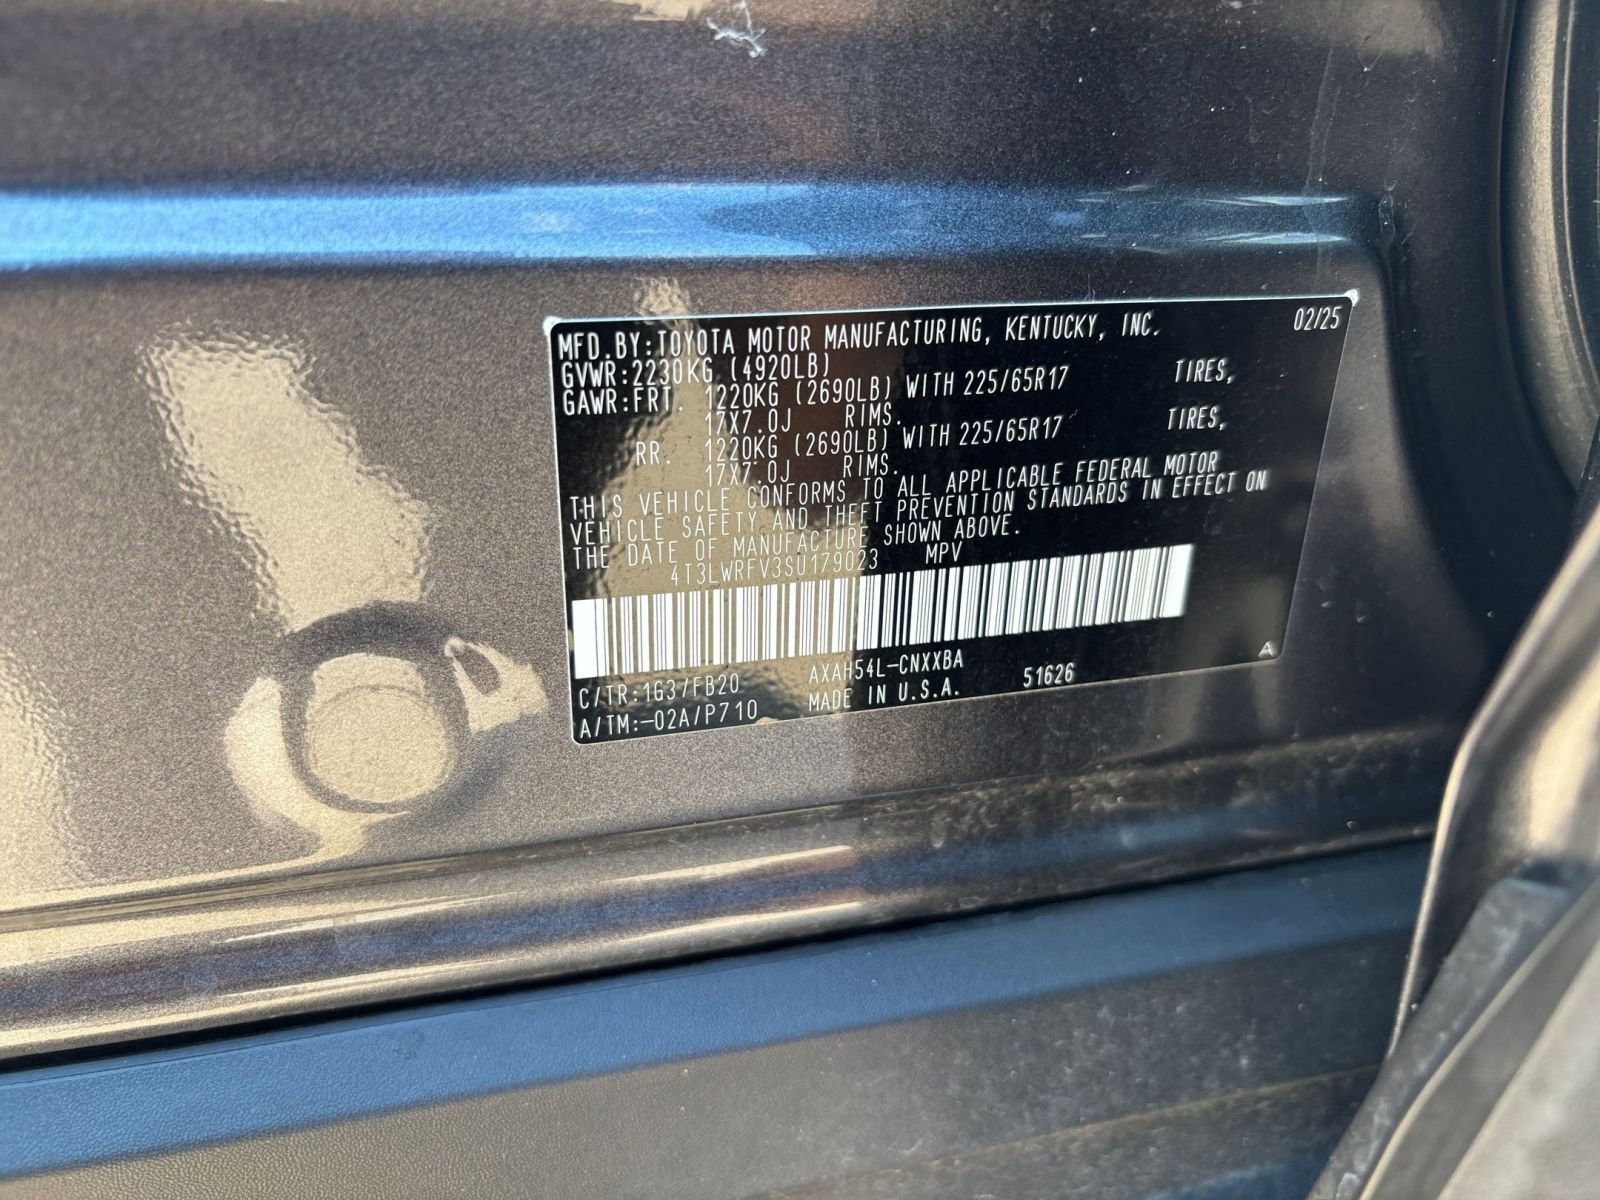 MFD.BY:TOYOTA MOTOR MANUFACTURING, KENTUCKY, INC. 02/25
GVWR:2230KG (4920LB)
GAWR:FRT. 1220KG (2690LB) WITH 225/65R17 TIRES,
17X7.0J RIMS.
RR. 1220KG (2690LB) WITH 225/65R17 TIRES,
17X7.0J RIMS.
THIS VEHICLE CONFORMS TO ALL APPLICABLE FEDERAL MOTOR
VEHICLE SAFETY AND THEFT PREVENTION STANDARDS IN EFFECT ON
THE DATE OF MANUFACTURE SHOWN ABOVE.
4T3LWRFV3SU179023 MPV
C/TR:1G3/FB20 AXAH54L-CNXXBA 51626 A
A/TM:-02A/P710 MADE IN U.S.A.